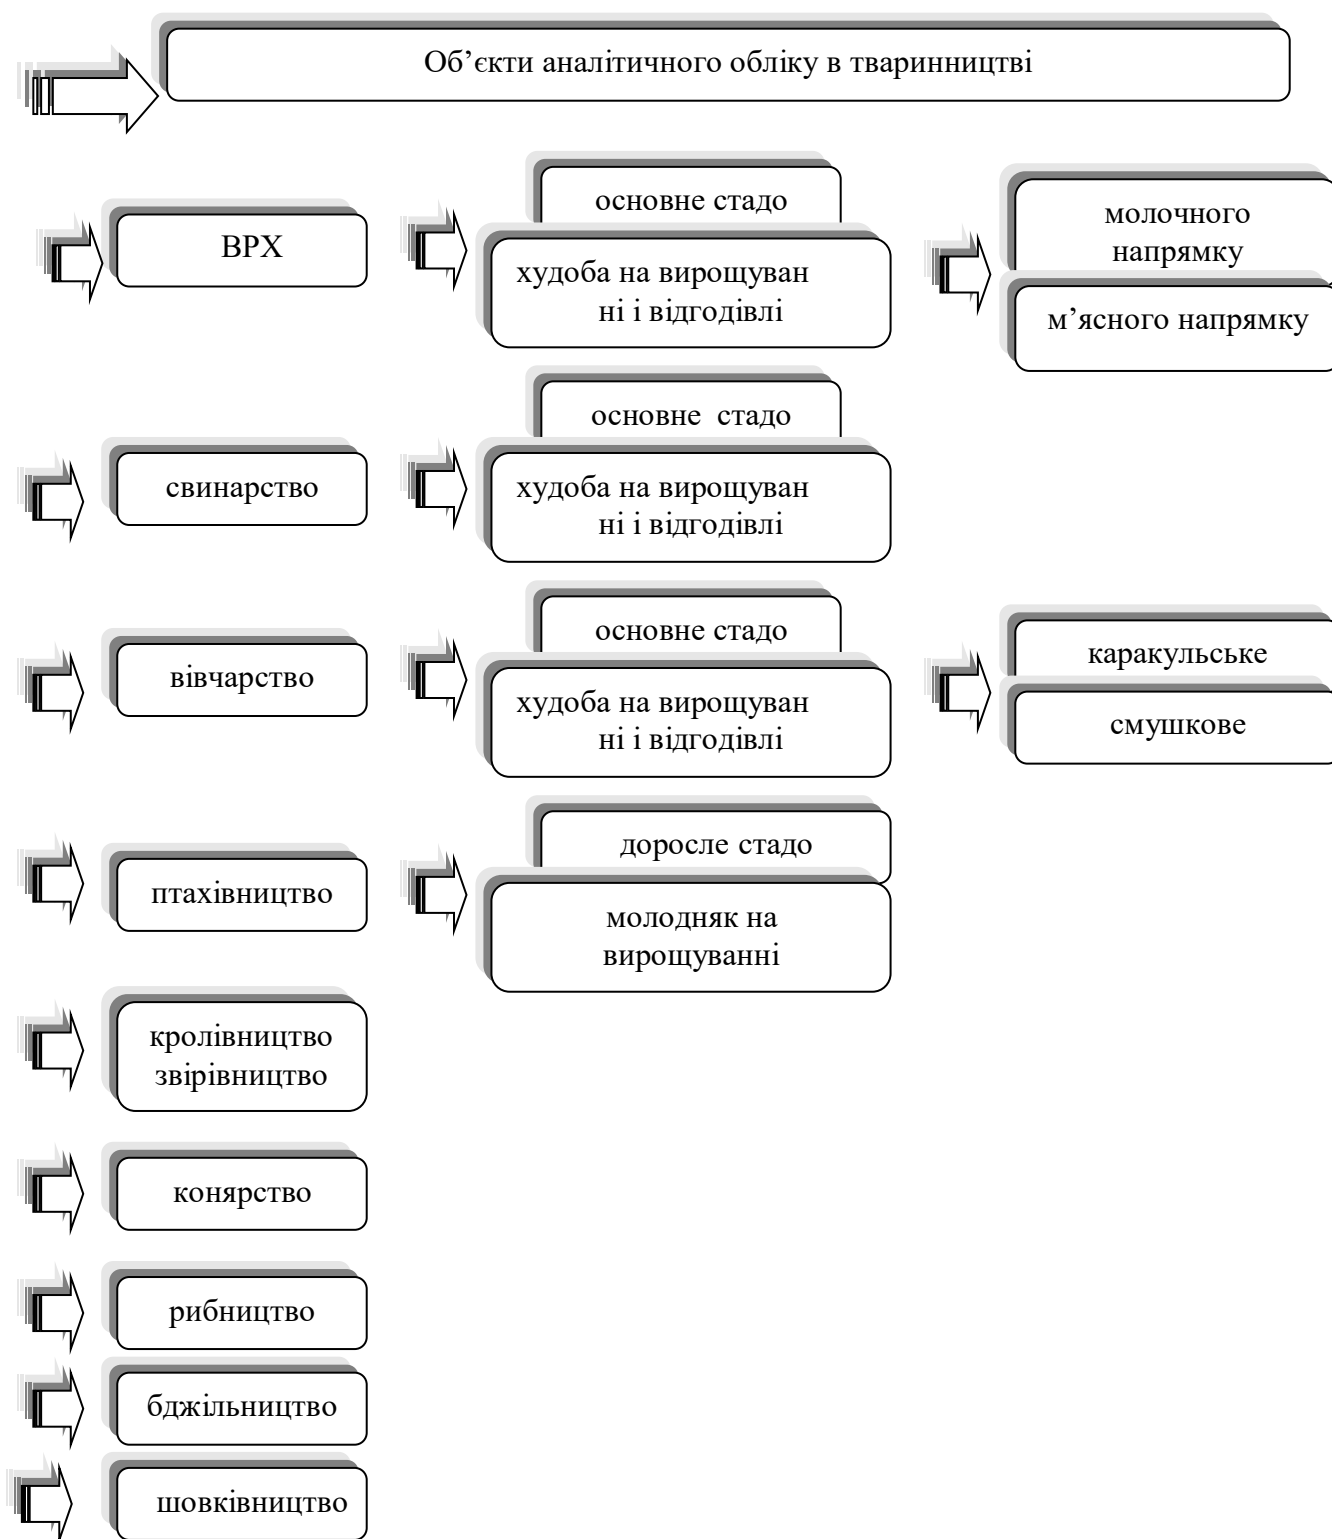 Об’єкти аналітичного обліку в тваринництві
ВРХ
основне стадо
худоба на вирощуван
ні і відгодівлі
молочного
напрямку
м’ясного напрямку
свинарство
основне стадо
худоба на вирощуван
ні і відгодівлі
вівчарство
основне стадо
худоба на вирощуван
ні і відгодівлі
каракульське
смушкове
птахівництво
доросле стадо
молодняк на
вирощуванні
кролівництво
звірівництво
конярство
рибництво
бджільництво
шовківництво